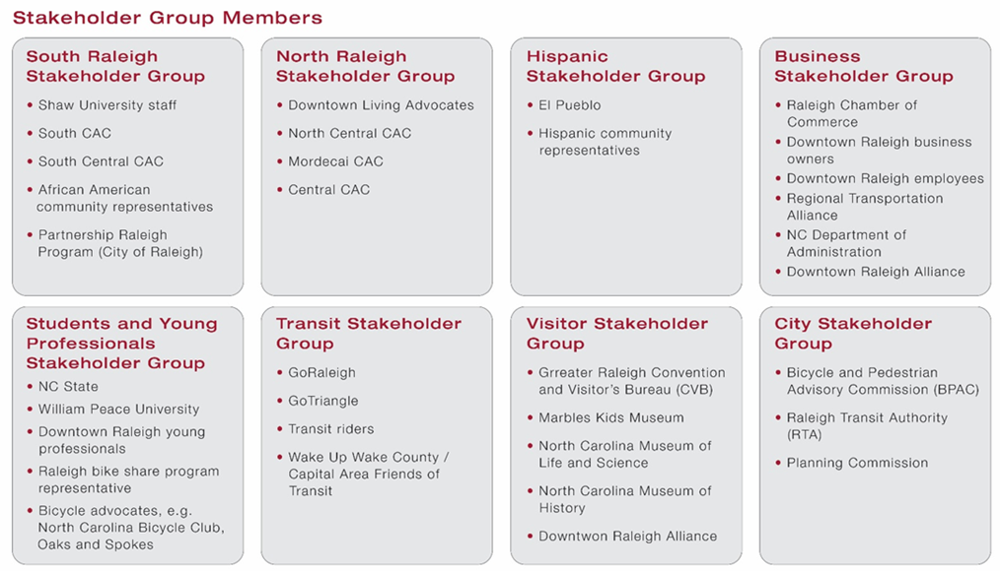 Stakeholder Group Members
South Raleigh
Stakeholder Group
• Shaw University staff
• South CAC
• South Central CAC
• African American
community representatives
• Partnership Raleigh
Program (City of Raleigh)
North Raleigh
Stakeholder Group
• Downtown Living Advocates
• North Central CAC
• Mordecai CAC
• Central CAC
Hispanic
Stakeholder Group
• El Pueblo
• Hispanic community
representatives
Business
Stakeholder Group
• Raleigh Chamber of
Commerce
• Downtown Raleigh business
owners
• Downtown Raleigh employees
• Regional Transportation
Alliance
• NC Department of
Administration
• Downtown Raleigh Alliance
Students and Young
Professionals
Stakeholder Group
• NC State
• William Peace University
• Downtown Raleigh young
professionals
• Raleigh bike share program
representative
• Bicycle advocates, e.g.
North Carolina Bicycle Club,
Oaks and Spokes
Transit Stakeholder
Group
• GoRaleigh
• GoTriangle
• Transit riders
• Wake Up Wake County /
Capital Area Friends of
Transit
Visitor Stakeholder
Group
• Grreater Raleigh Convention
and Visitor's Bureau (CVB)
• Marbles Kids Museum
• North Carolina Museum of
Life and Science
• North Carolina Museum of
History
• Downtwon Raleigh Alliance
City Stakeholder
Group
• Bicycle and Pedestrian
Advisory Commission (BPAC)
• Raleigh Transit Authority
(RTA)
• Planning Commission